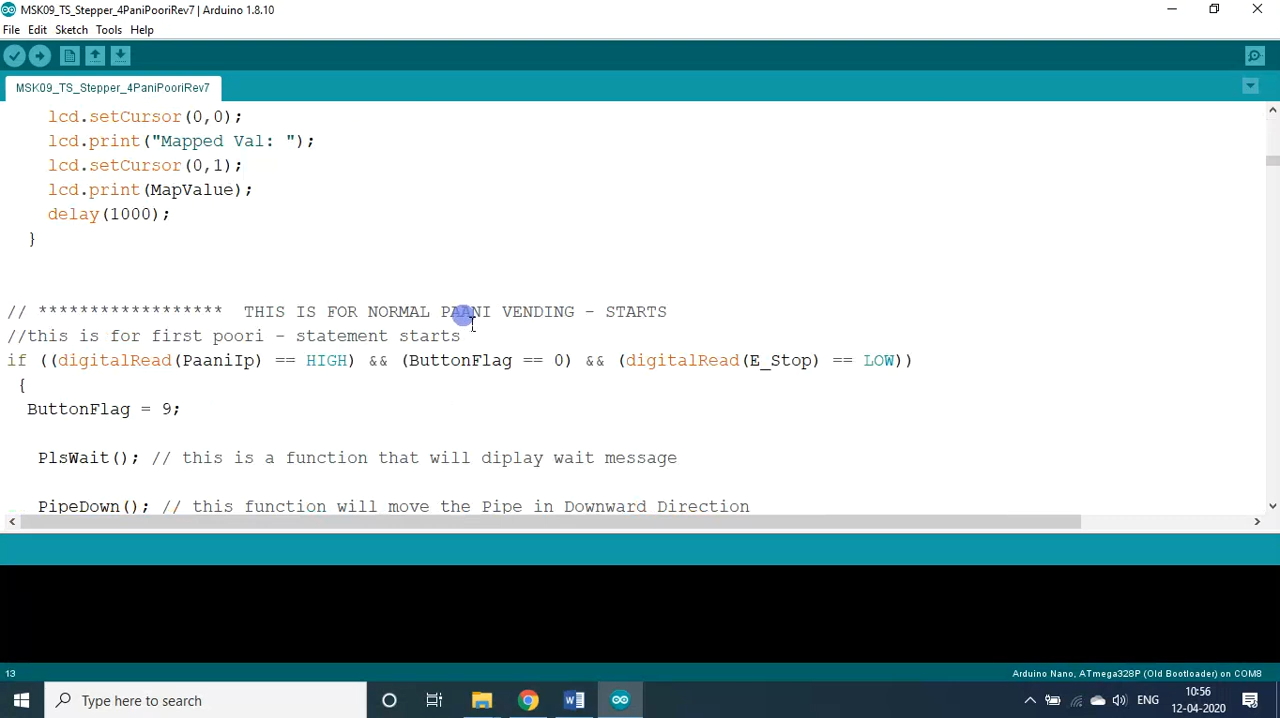 MSK09_TS_Stepper_4PaniPooriRev7 | Arduino 1.8.10
File Edit Sketch Tools Help
MSK09_TS_Stepper_4PaniPooriRev7
lcd.setCursor(0,0);
lcd.print("Mapped Val: ");
lcd.setCursor(0,1);
lcd.print(MapValue);
delay(1000);
}
// ****************** THIS IS FOR NORMAL PAANI VENDING - STARTS
//this is for first poori - statement starts
if ((digitalRead(PaaniIp) == HIGH) && (ButtonFlag == 0) && (digitalRead(E_Stop) == LOW))
{
ButtonFlag = 9;
PlsWait(); // this is a function that will diplay wait message
PipeDown(); // this function will move the Pipe in Downward Direction
13
Arduino Nano, ATmega328P (Old Bootloader) on COM8
Type here to search
ENG
10:56
12-04-2020